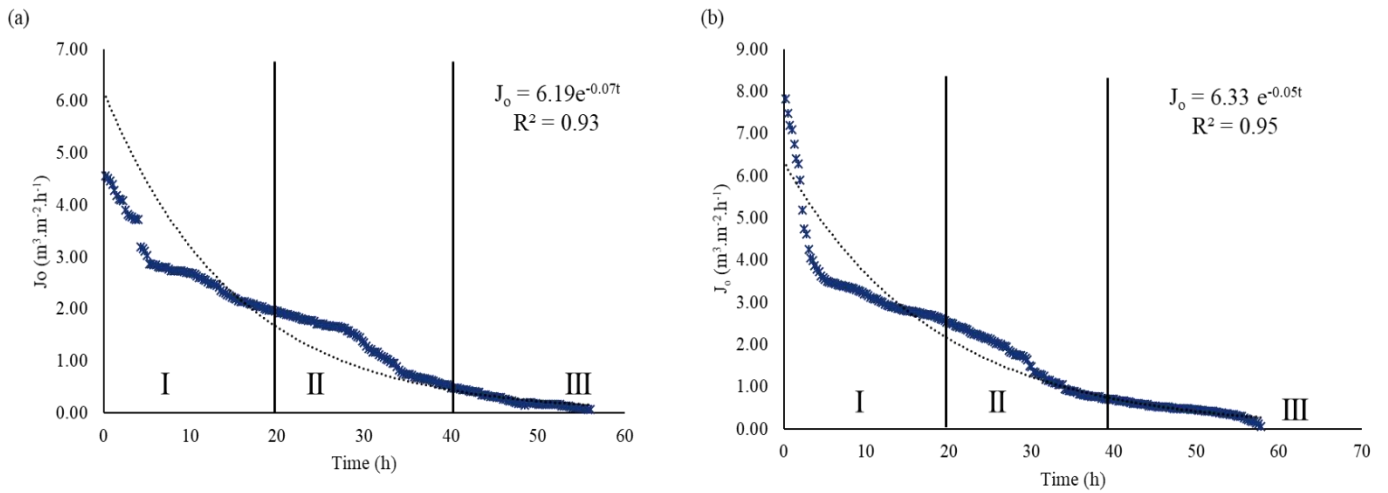 (a)
7.00
6.00
5.00
4.00
3.00
2.00
1.00
0.00
Jo (m³.m⁻².h⁻¹)
Jₒ = 6.19e⁻⁰·⁰⁷ᵗ
R² = 0.93
I
II
III
0 10 20 30 40 50 60
Time (h)
(b)
9.00
8.00
7.00
6.00
5.00
4.00
3.00
2.00
1.00
0.00
Jₒ (m³.m⁻².h⁻¹)
Jₒ = 6.33 e⁻⁰·⁰⁵ᵗ
R² = 0.95
I
II
III
0 10 20 30 40 50 60 70
Time (h)